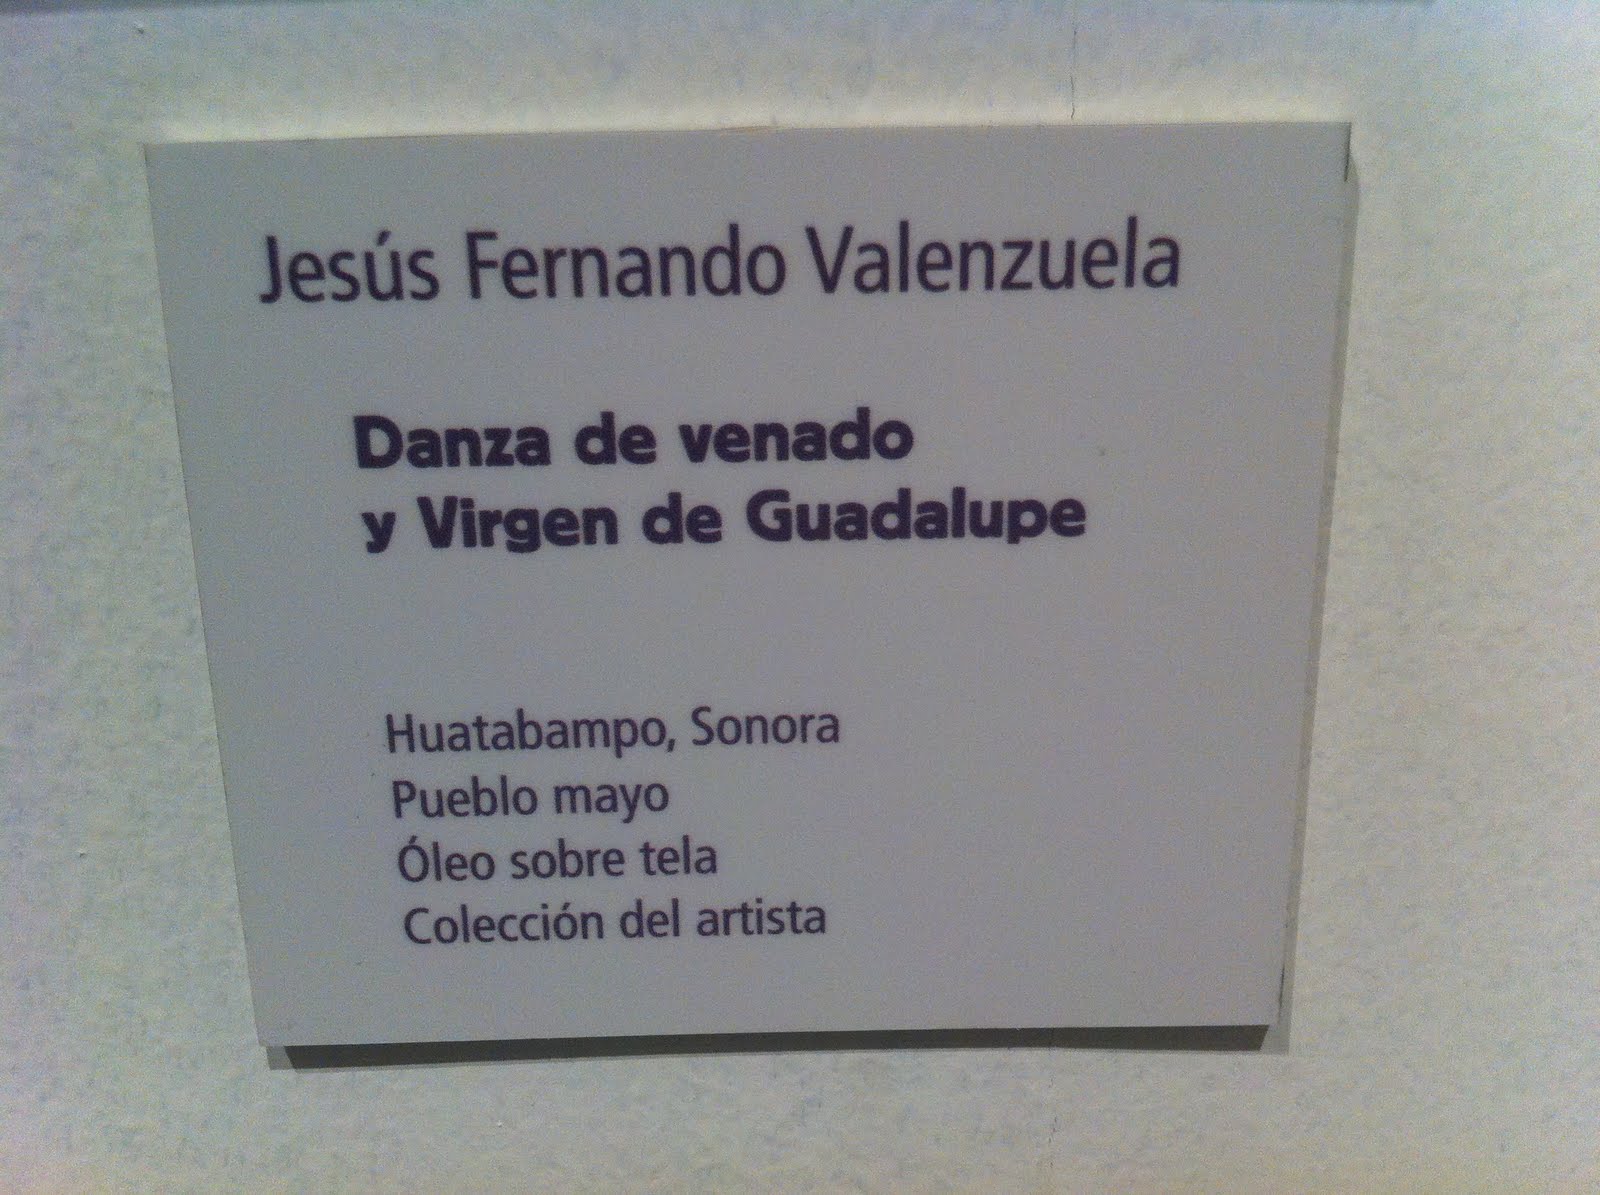 Jesús Fernando Valenzuela
Danza de venado
y Virgen de Guadalupe
Huatabampo, Sonora
Pueblo mayo
Óleo sobre tela
Colección del artista